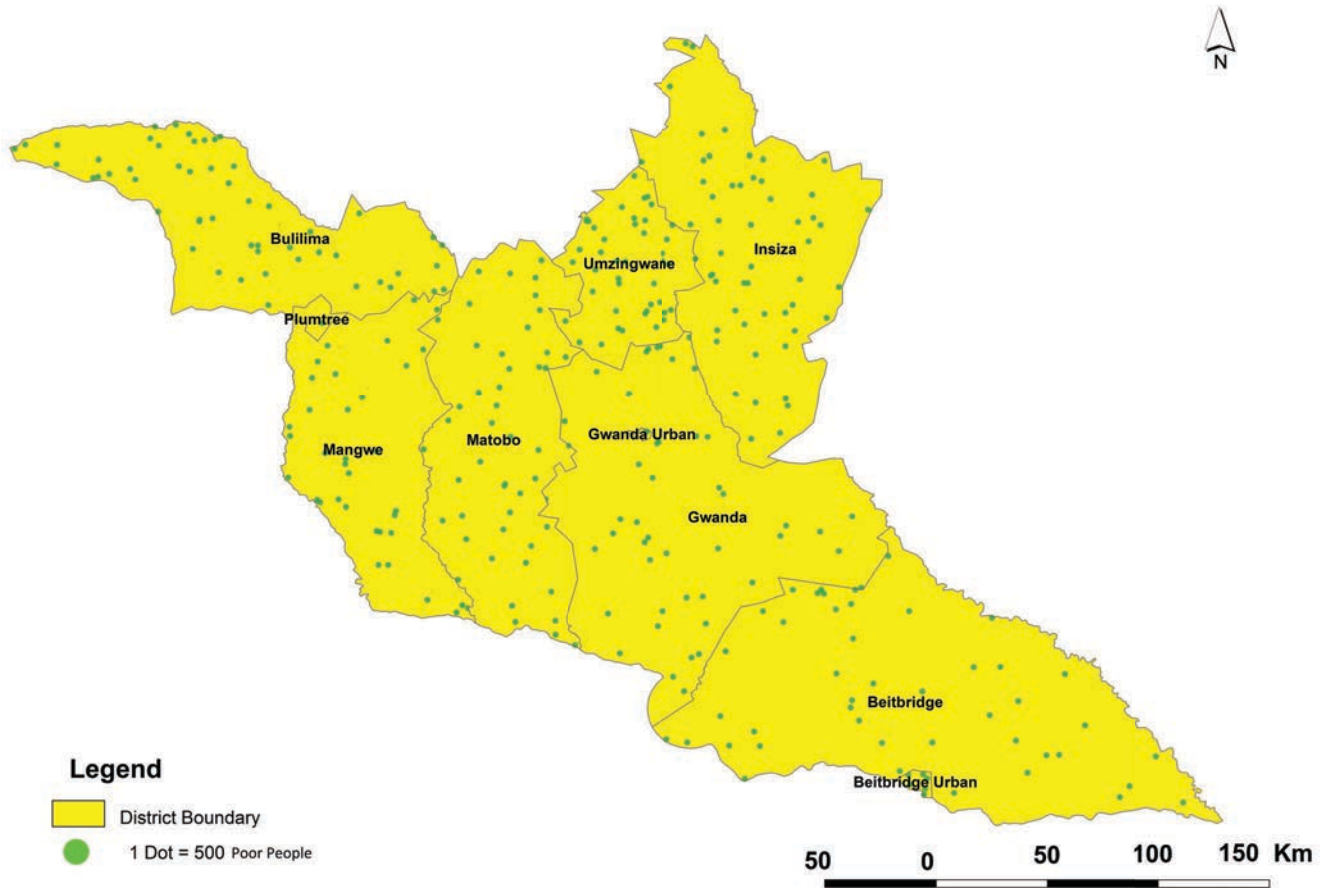 N
Bulilima
Umzingwane
Insiza
Plumtree
Mangwe
Matobo
Gwanda Urban
Gwanda
Beitbridge
Beitbridge Urban
Legend
District Boundary
1 Dot = 500 Poor People
50 0 50 100 150 Km